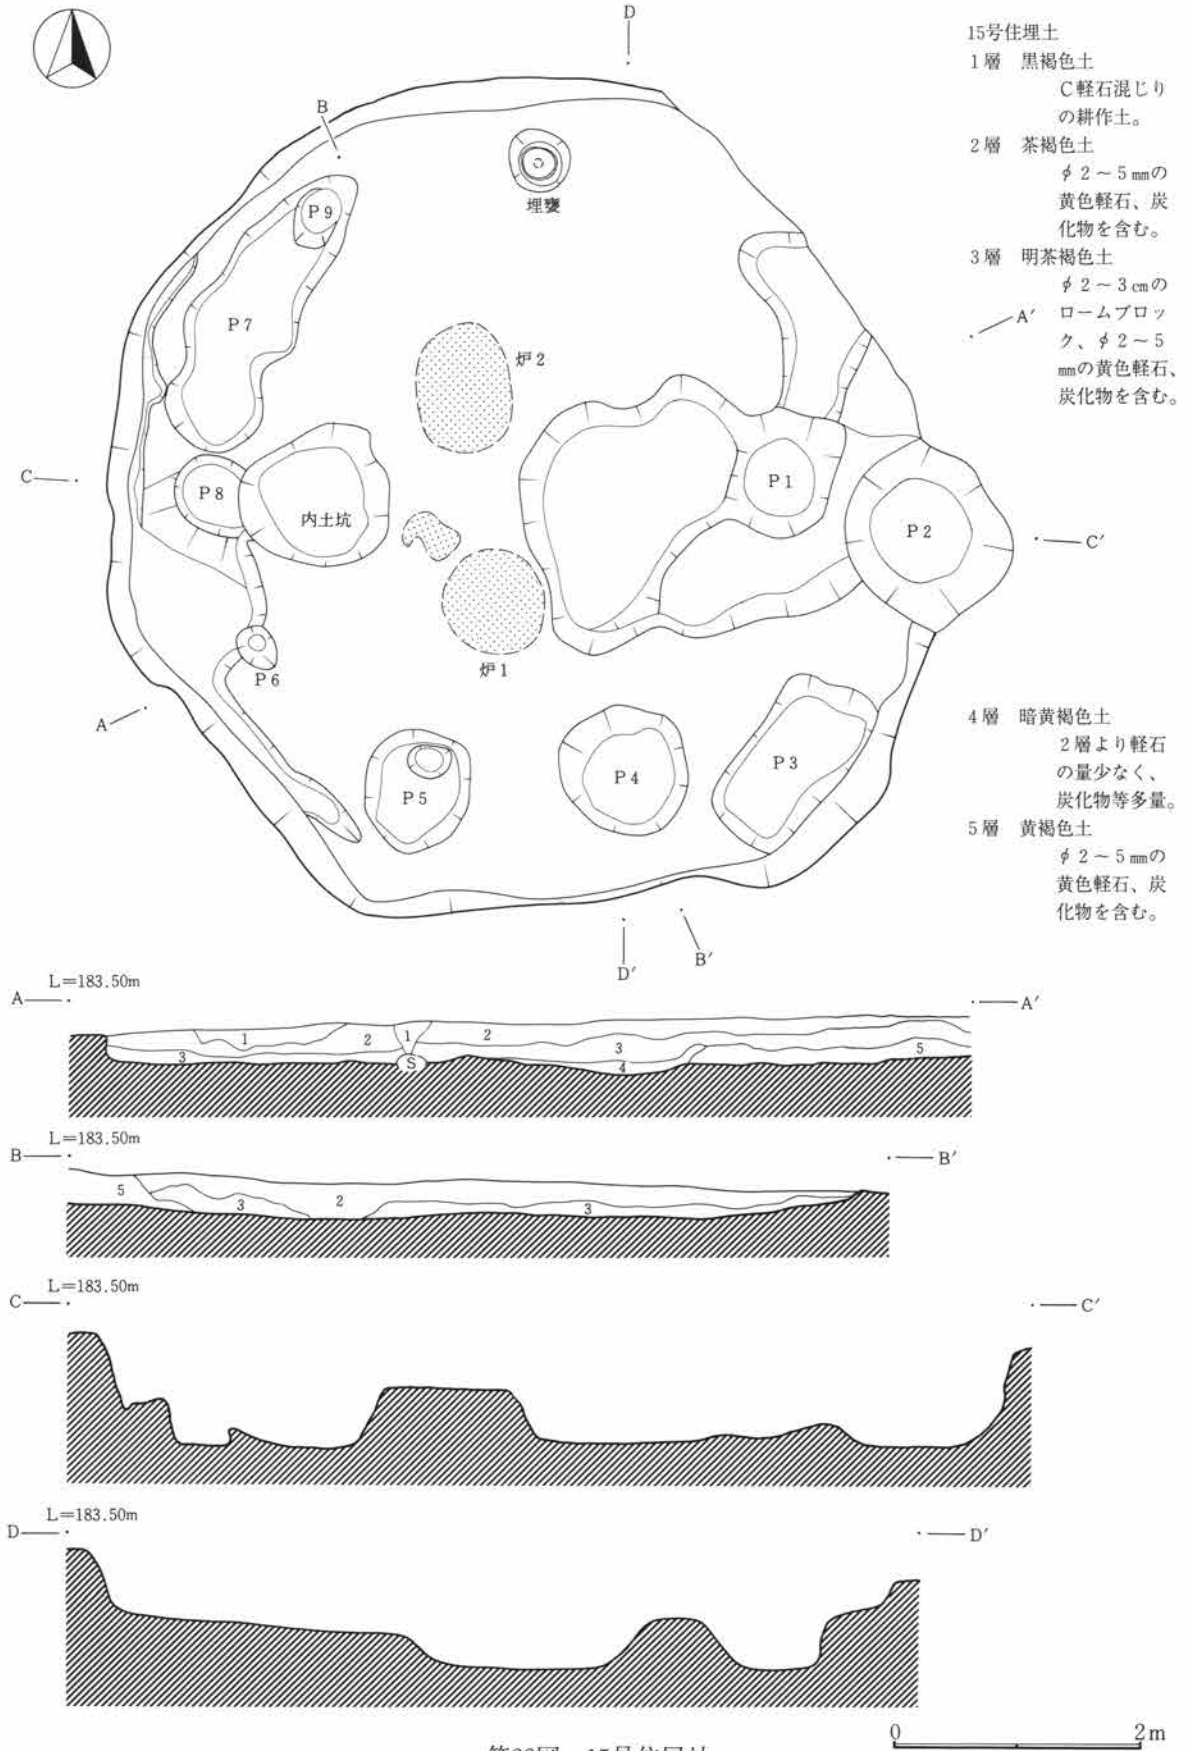 D
15号住埋土
1層 黒褐色土
C軽石混じり
の耕作土。
2層 茶褐色土
φ2～5㎜の
黄色軽石、炭
化物を含む。
3層 明茶褐色土
φ2～3㎝の
ロームブロッ
ク、φ2～5
㎜の黄色軽石、
炭化物を含む。
B
埋甕
P9
P7
A′
炉2
C
P8
内土坑
P1
P2
C′
炉1
P6
A
P5
P4
P3
4層 暗黄褐色土
2層より軽石
の量少なく、
炭化物等多量。
5層 黄褐色土
φ2～5㎜の
黄色軽石、炭
化物を含む。
D′
B′
L=183.50m
A
A′
1
2
1
2
3
3
S
4
5
L=183.50m
B
B′
5
3
2
3
L=183.50m
C
C′
L=183.50m
D
D′
0
2m